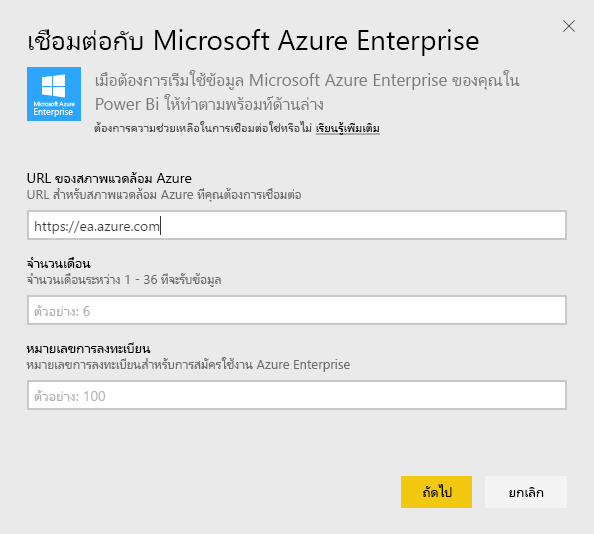 เชื่อมต่อกับ Microsoft Azure Enterprise
Microsoft Azure
Enterprise
เมื่อต้องการเริ่มใช้ข้อมูล Microsoft Azure Enterprise ของคุณใน
Power Bi ให้ทำตามพร้อมท์ด้านล่าง
ต้องการความช่วยเหลือในการเชื่อมต่อใช่หรือไม่ เรียนรู้เพิ่มเติม
URL ของสภาพแวดล้อม Azure
URL สำหรับสภาพแวดล้อม Azure ที่คุณต้องการเชื่อมต่อ
https://ea.azure.com
จำนวนเดือน
จำนวนเดือนระหว่าง 1 - 36 ที่จะรับข้อมูล
ตัวอย่าง: 6
หมายเลขการลงทะเบียน
หมายเลขการลงทะเบียนสำหรับการสมัครใช้งาน Azure Enterprise
ตัวอย่าง: 100
ถัดไป
ยกเลิก